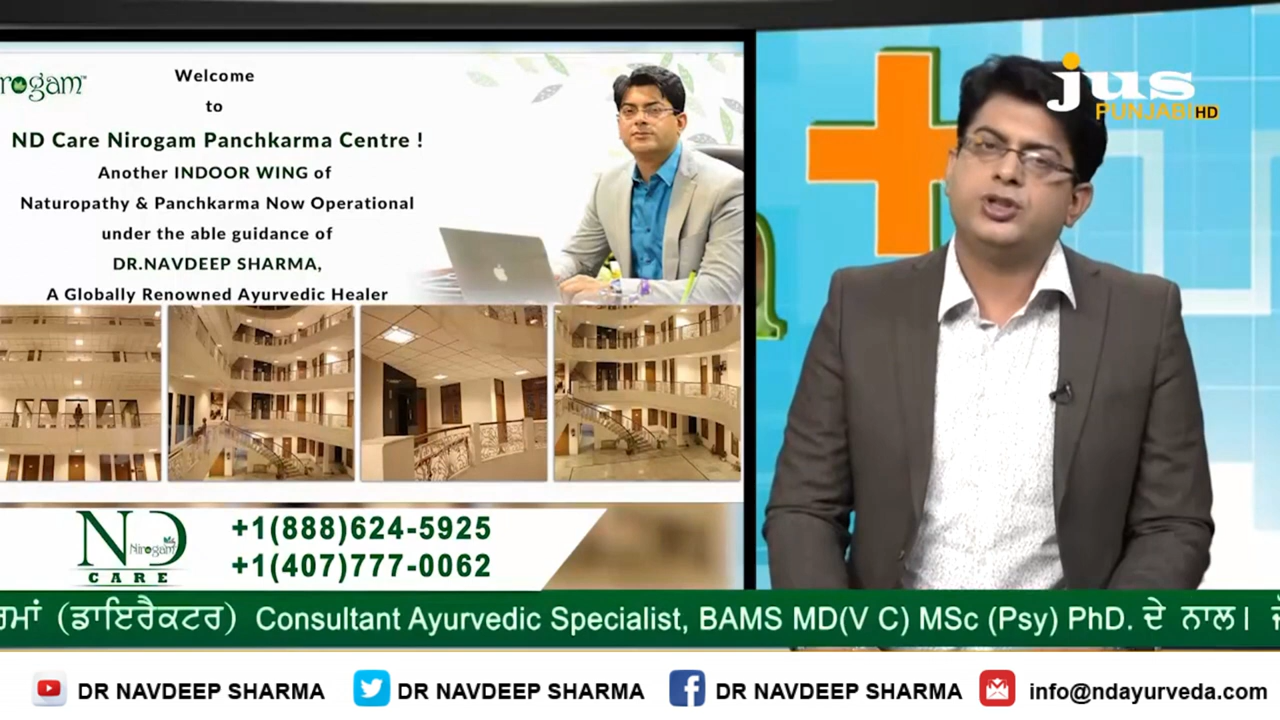 irogam
Welcome
to
ND Care Nirogam Panchkarma Centre !
Another INDOOR WING of
Naturopathy & Panchkarma Now Operational
under the able guidance of
DR.NAVDEEP SHARMA,
A Globally Renowned Ayurvedic Healer
jus
PUNJABI HD
ND
Nirogam
CARE
+1(888)624-5925
+1(407)777-0062
ਰਮਾਂ (ਡਾਇਰੈਕਟਰ) Consultant Ayurvedic Specialist, BAMS MD(V C) MSc (Psy) PhD. ਦੇ ਨਾਲ।
DR NAVDEEP SHARMA
DR NAVDEEP SHARMA
DR NAVDEEP SHARMA
info@ndayurveda.com